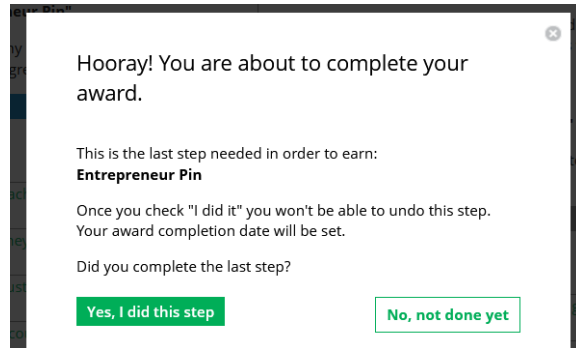 Hooray! You are about to complete your
award.
This is the last step needed in order to earn:
Entrepreneur Pin
Once you check "I did it" you won't be able to undo this step.
Your award completion date will be set.
Did you complete the last step?
Yes, I did this step
No, not done yet